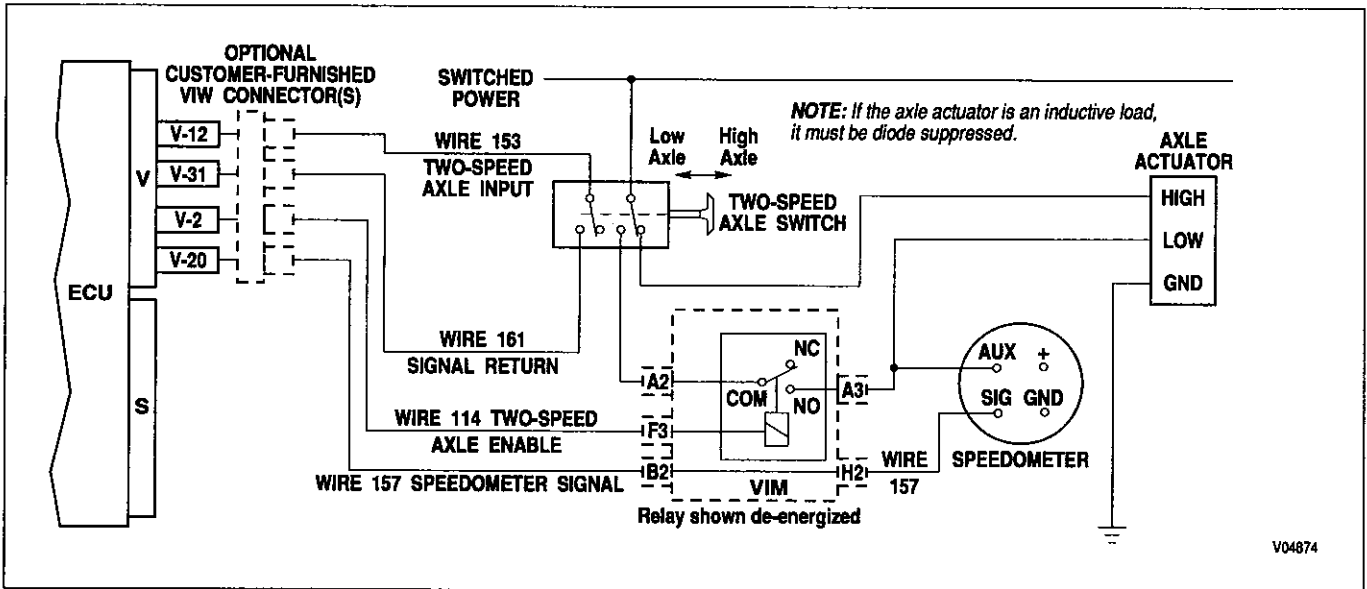 OPTIONAL
CUSTOMER-FURNISHED
VIW CONNECTOR(S)
SWITCHED
POWER
NOTE: If the axle actuator is an inductive load,
it must be diode suppressed.
V-12
V-31
V-2
V-20
V
S
ECU
WIRE 153
TWO-SPEED
AXLE INPUT
Low
Axle
High
Axle
TWO-SPEED
AXLE SWITCH
AXLE
ACTUATOR
HIGH
LOW
GND
WIRE 161
SIGNAL RETURN
WIRE 114 TWO-SPEED
AXLE ENABLE
WIRE 157 SPEEDOMETER SIGNAL
A2
F3
B2
NC
COM
NO
A3
H2
VIM
Relay shown de-energized
WIRE
157
AUX +
SIG GND
SPEEDOMETER
V04874